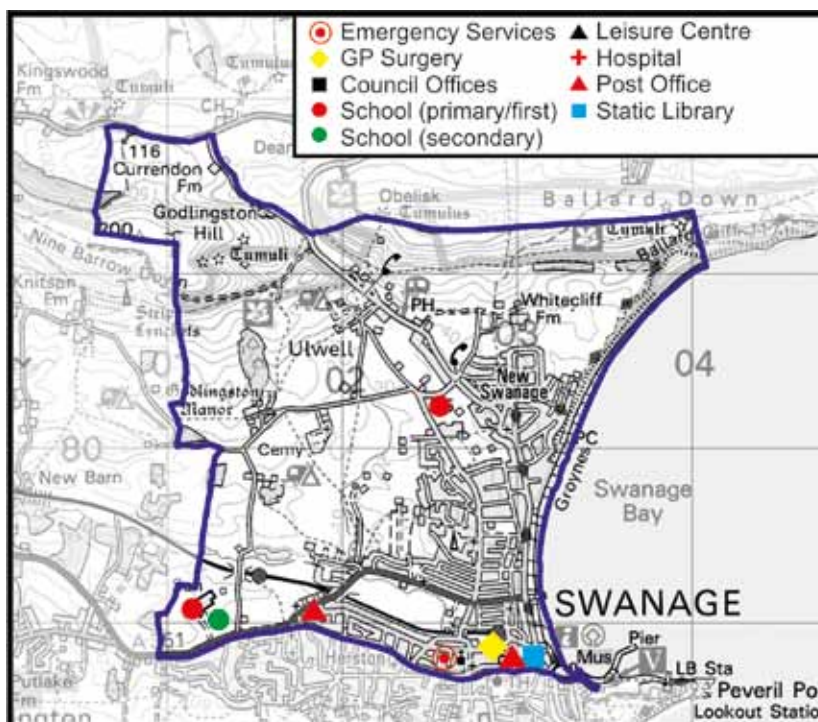 Emergency Services
Leisure Centre
GP Surgery
Hospital
Council Offices
Post Office
School (primary/first)
Static Library
School (secondary)
Kingswood
Fm
Tumuli
CH
116
Currendon
Fm
Godlingston
Hill
Tumuli
Obelisk
Tumulus
Ballard Down
Tumuli
Ballard
200
Nine Barrow Down
Knitson
Fm
Strip
Lynchets
PH
Whitecliff
Fm
Ulwell
02
03
04
New
Swanage
Godlingston
Manor
80
Cemy
PC
Groynes
New Barn
Swanage
Bay
SWANAGE
Herston
Mus
Pier
V
LB Sta
Putlake
Fm
Peveril Po
Lookout Statio
ington